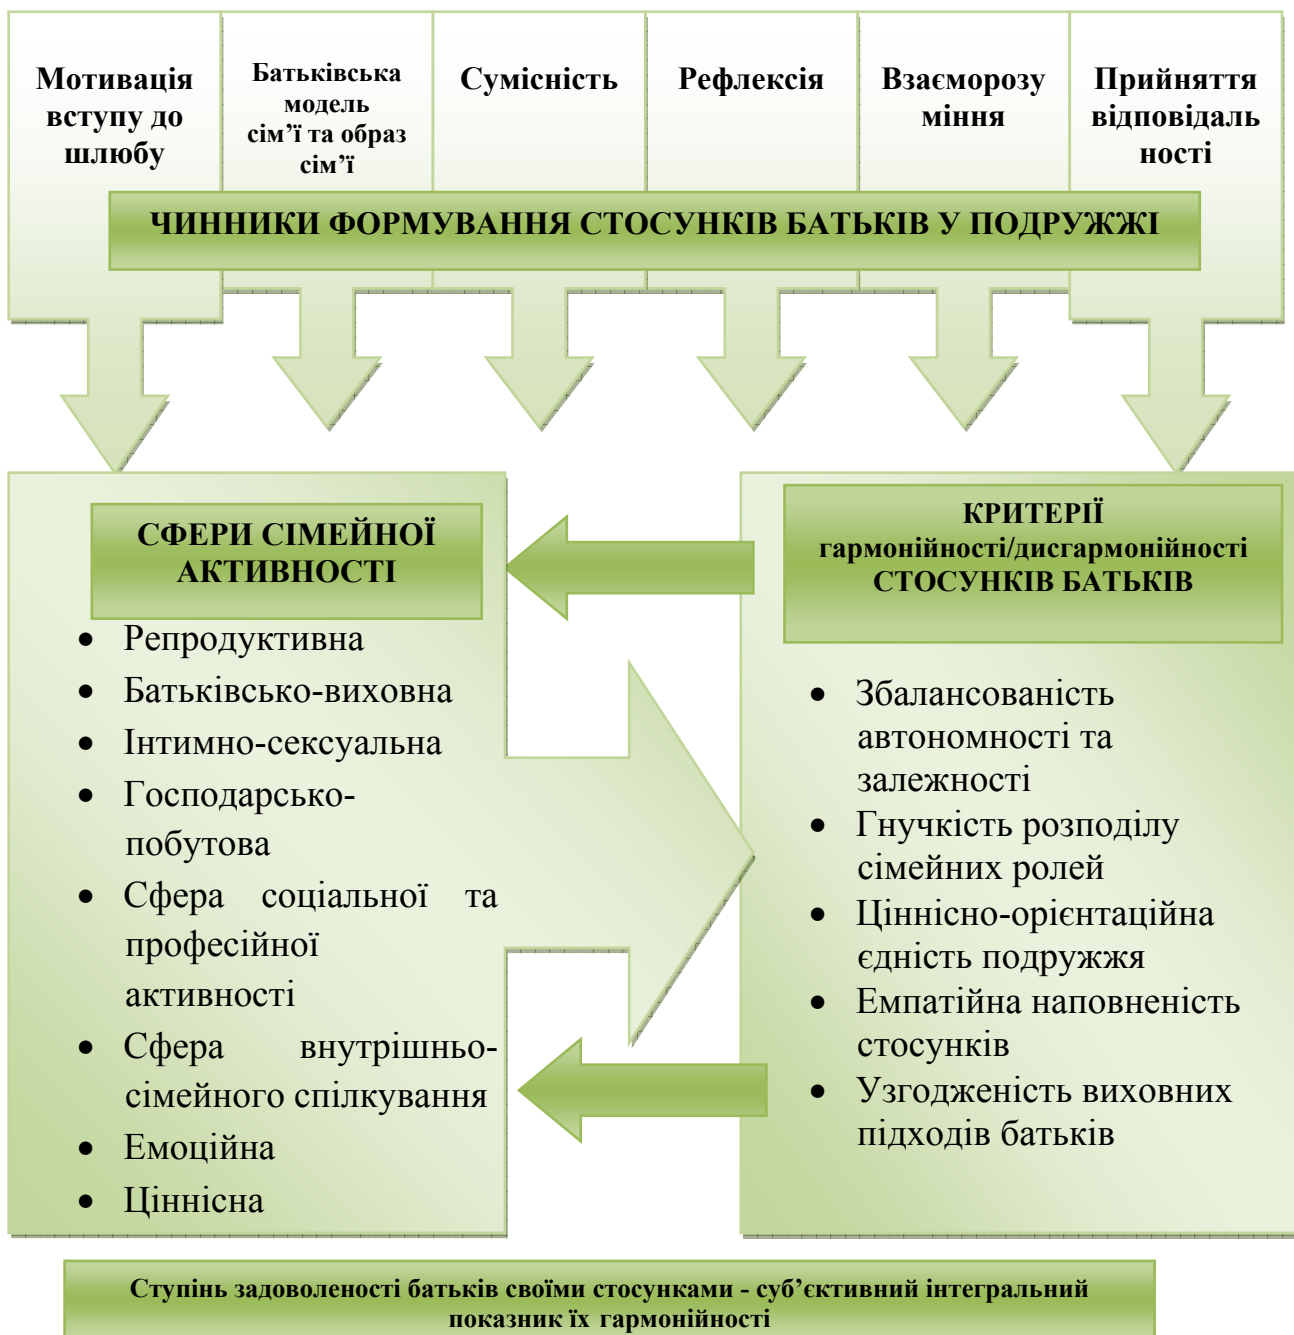 Мотивація
вступу до
шлюбу
Батьківська
модель
сім’ї та образ
сім’ї
Сумісність
Рефлексія
Взаєморозу
міння
Прийняття
відповідаль
ності
ЧИННИКИ ФОРМУВАННЯ СТОСУНКІВ БАТЬКІВ У ПОДРУЖЖІ
СФЕРИ СІМЕЙНОЇ
АКТИВНОСТІ
• Репродуктивна
• Батьківсько-виховна
• Інтимно-сексуальна
• Господарсько-
побутова
• Сфера соціальної та
професійної
активності
• Сфера внутрішньо-
сімейного спілкування
• Емоційна
• Ціннісна
КРИТЕРІЇ
гармонійності/дисгармонійності
СТОСУНКІВ БАТЬКІВ
• Збалансованість
автономності та
залежності
• Гнучкість розподілу
сімейних ролей
• Ціннісно-орієнтаційна
єдність подружжя
• Емпатійна наповненість
стосунків
• Узгодженість виховних
підходів батьків
Ступінь задоволеності батьків своїми стосунками - суб’єктивний інтегральний
показник їх гармонійності